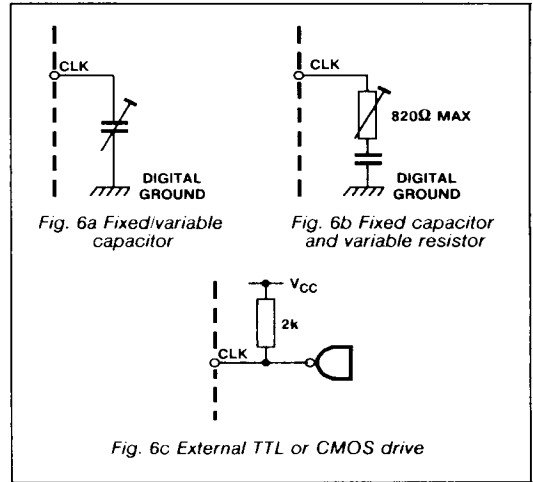 CLK
DIGITAL
GROUND
Fig. 6a Fixed/variable
capacitor
CLK
820Ω MAX
DIGITAL
GROUND
Fig. 6b Fixed capacitor
and variable resistor
VCC
2k
CLK
Fig. 6c External TTL or CMOS drive